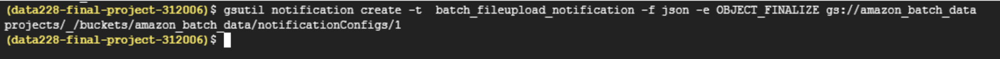 (data228-final-project-312006)$ gsutil notification create -t  batch_fileupload_notification -f json -e OBJECT_FINALIZE gs://amazon_batch_data
projects/_/buckets/amazon_batch_data/notificationConfigs/1
(data228-final-project-312006)$